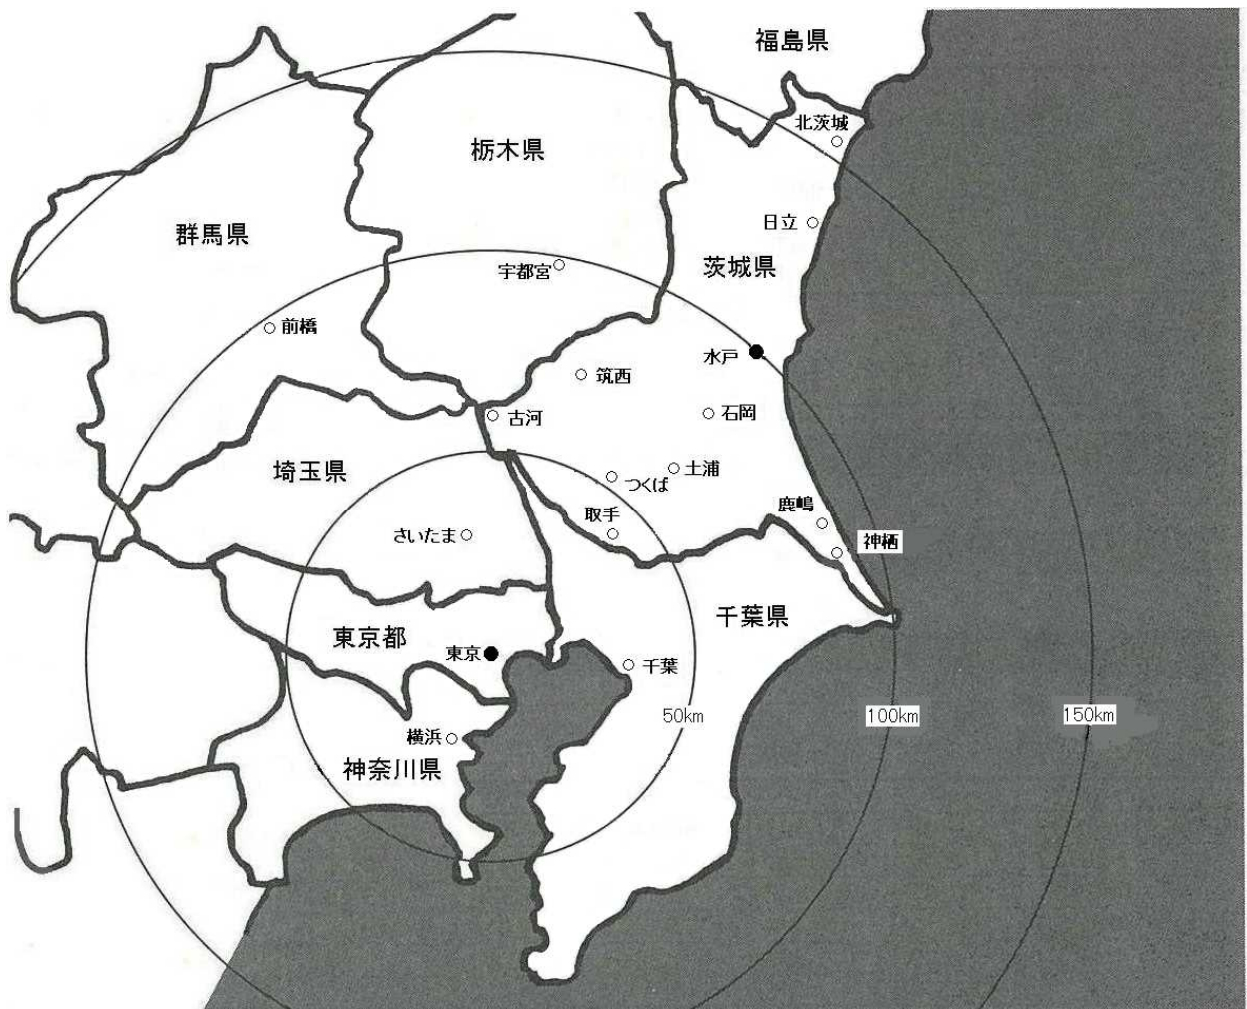 福島県
北茨城
栃木県
日立
群馬県
茨城県
宇都宮
前橋
水戸
筑西
石岡
古河
埼玉県
土浦
つくば
鹿嶋
取手
さいたま
神栖
千葉県
東京都
東京
千葉
50km
100km
150km
横浜
神奈川県